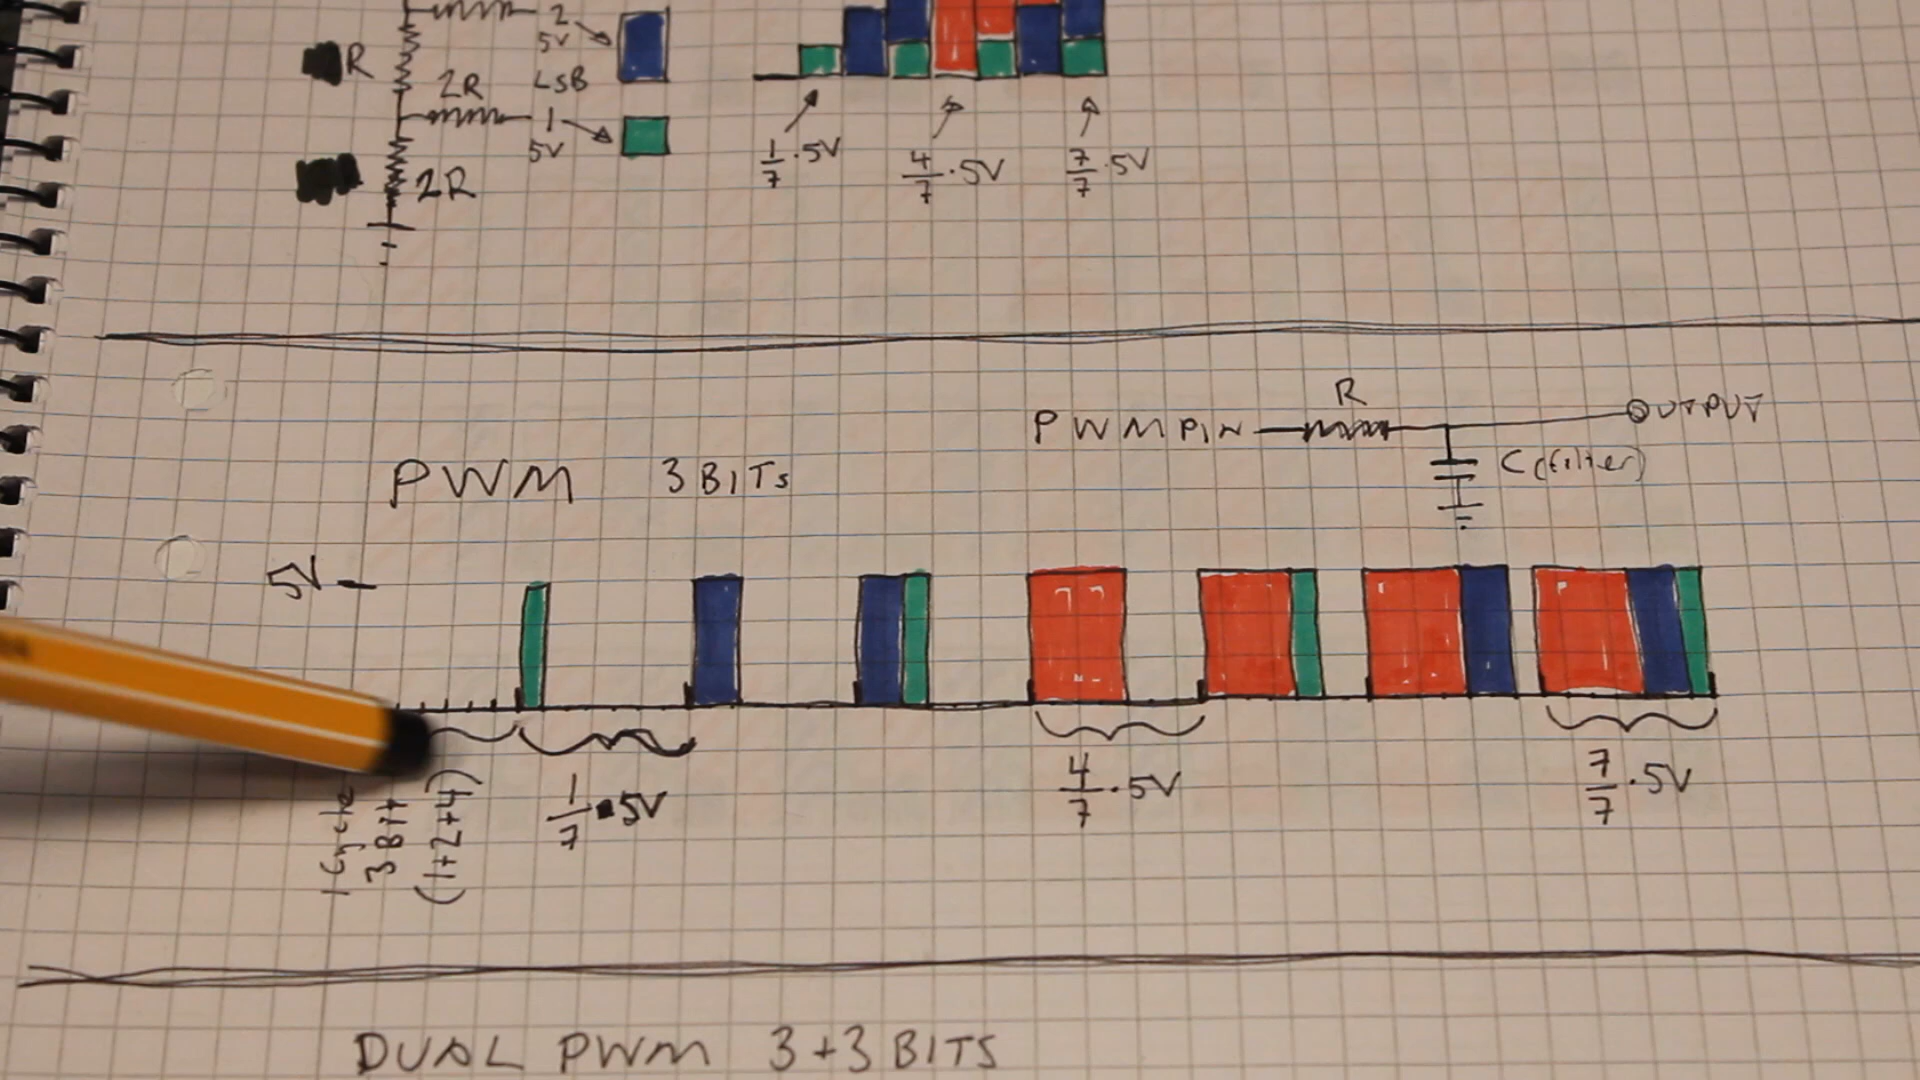 2
5V
R
2R
LSB
1
5V
2R
1/7 · 5V
4/7 · 5V
7/7 · 5V
R
PWM PIN
OUTPUT
C (filter)
PWM 3 BITs
5V
1 Cycle
3 Bit
(1+2+4)
1/7 · 5V
4/7 · 5V
7/7 · 5V
DUAL PWM 3+3 BITS